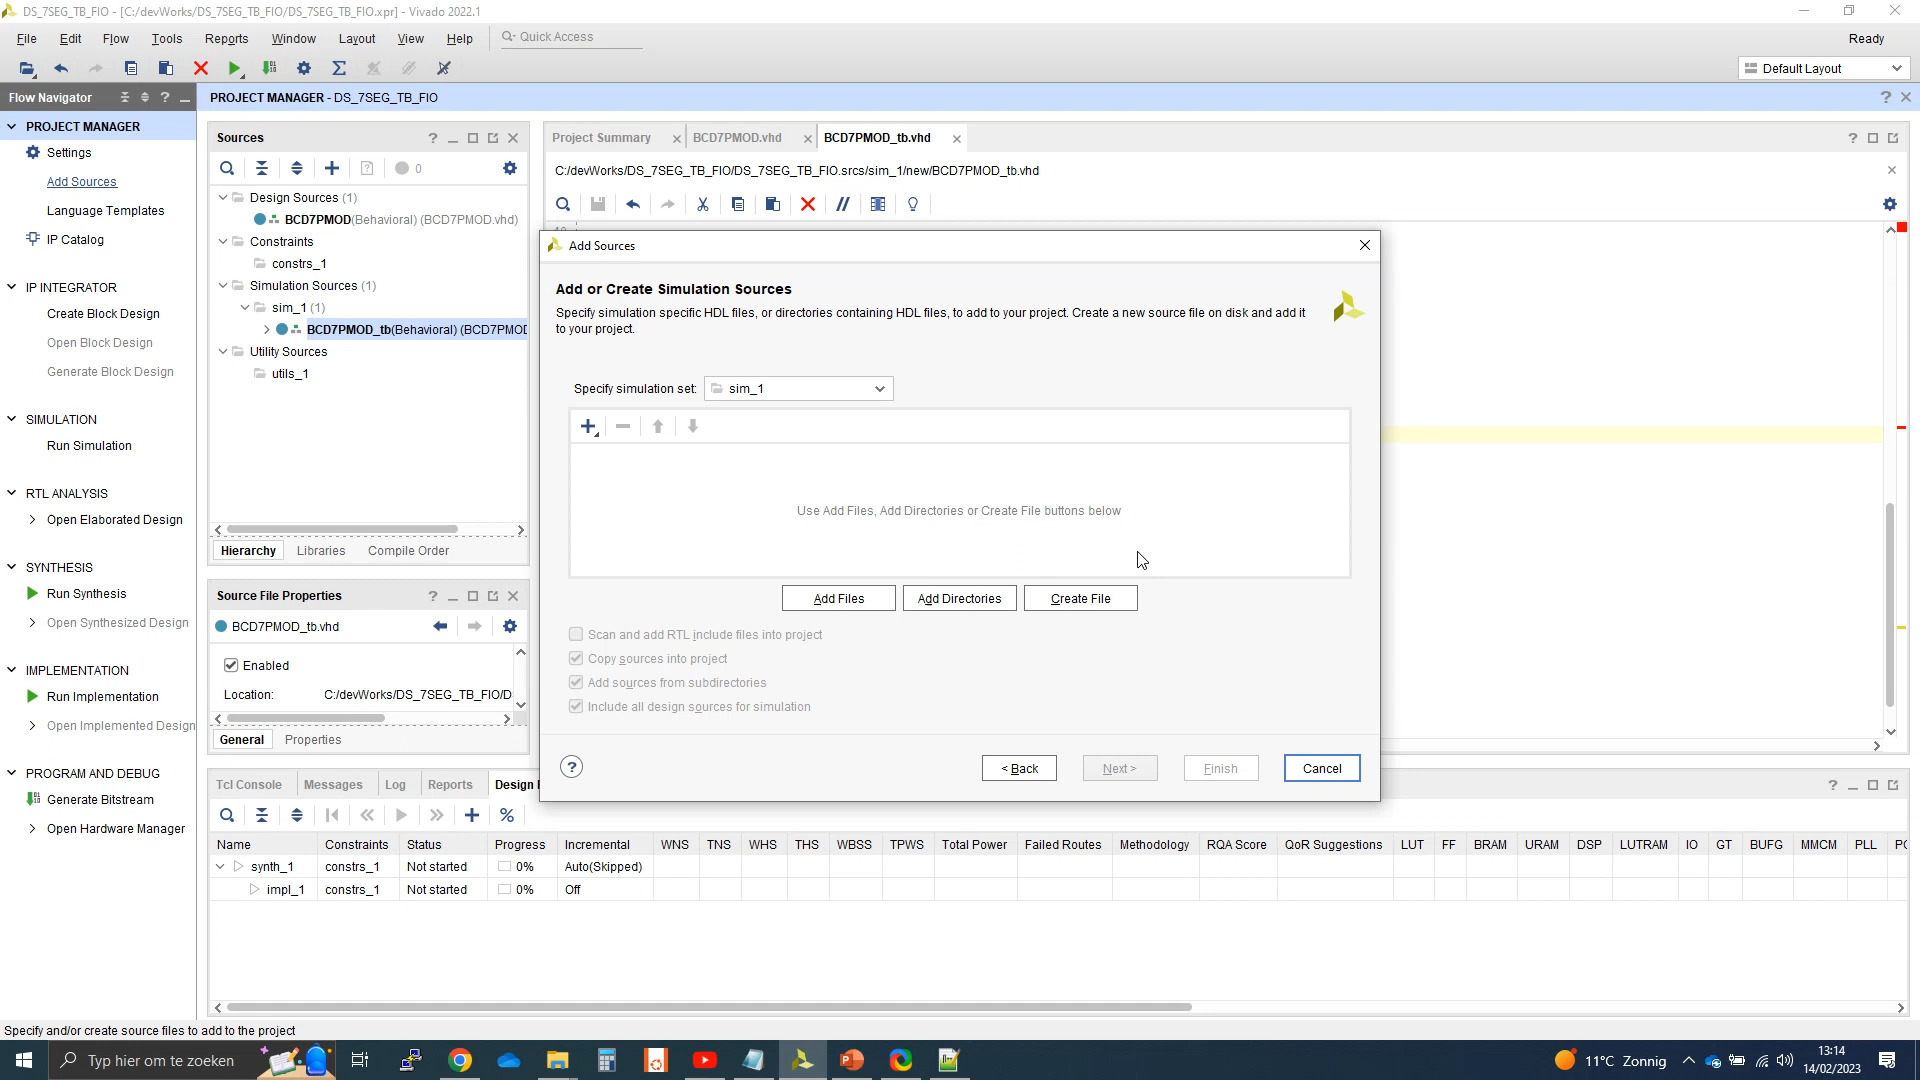 DS_7SEG_TB_FIO - [C:/devWorks/DS_7SEG_TB_FIO/DS_7SEG_TB_FIO.xpr] - Vivado 2022.1
File Edit Flow Tools Reports Window Layout View Help Quick Access Ready
Default Layout
Flow Navigator
PROJECT MANAGER - DS_7SEG_TB_FIO
PROJECT MANAGER
Settings
Add Sources
Language Templates
IP Catalog
IP INTEGRATOR
Create Block Design
Open Block Design
Generate Block Design
SIMULATION
Run Simulation
RTL ANALYSIS
Open Elaborated Design
SYNTHESIS
Run Synthesis
Open Synthesized Design
IMPLEMENTATION
Run Implementation
Open Implemented Design
PROGRAM AND DEBUG
Generate Bitstream
Open Hardware Manager
Sources
0
Design Sources (1)
BCD7PMOD(Behavioral) (BCD7PMOD.vhd)
Constraints
constrs_1
Simulation Sources (1)
sim_1 (1)
BCD7PMOD_tb(Behavioral) (BCD7PMOD
Utility Sources
utils_1
Hierarchy Libraries Compile Order
Source File Properties
BCD7PMOD_tb.vhd
Enabled
Location: C:/devWorks/DS_7SEG_TB_FIO/D
General Properties
Project Summary BCD7PMOD.vhd BCD7PMOD_tb.vhd
C:/devWorks/DS_7SEG_TB_FIO/DS_7SEG_TB_FIO.srcs/sim_1/new/BCD7PMOD_tb.vhd
Add Sources
Add or Create Simulation Sources
Specify simulation specific HDL files, or directories containing HDL files, to add to your project. Create a new source file on disk and add it
to your project.
Specify simulation set: sim_1
Use Add Files, Add Directories or Create File buttons below
Add Files Add Directories Create File
Scan and add RTL include files into project
Copy sources into project
Add sources from subdirectories
Include all design sources for simulation
? < Back Next > Finish Cancel
Tcl Console Messages Log Reports Design
Name Constraints Status Progress Incremental WNS TNS WHS THS WBSS TPWS Total Power Failed Routes Methodology RQA Score QoR Suggestions LUT FF BRAM URAM DSP LUTRAM IO GT BUFG MMCM PLL
synth_1 constrs_1 Not started 0% Auto(Skipped)
impl_1 constrs_1 Not started 0% Off
Specify and/or create source files to add to the project
Typ hier om te zoeken
11°C Zonnig
13:14
14/02/2023